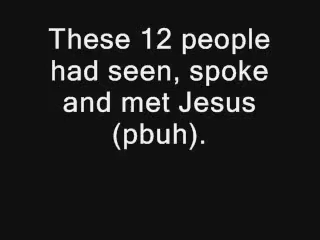 These 12 people
had seen, spoke
and met Jesus
(pbuh).